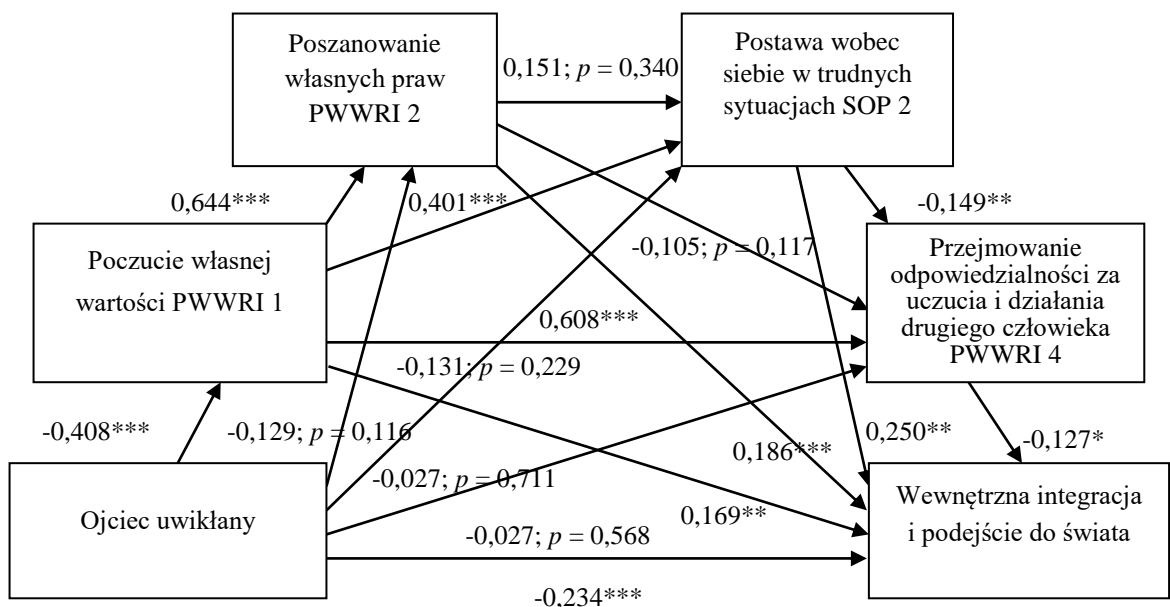 Poszanowanie
własnych praw
PWWRI 2
0,151; p = 0,340
Postawa wobec
siebie w trudnych
sytuacjach SOP 2
0,644***
0,401***
-0,149**
Poczucie własnej
wartości PWWRI 1
-0,105; p = 0,117
Przejmowanie
odpowiedzialności za
uczucia i działania
drugiego człowieka
PWWRI 4
0,608***
-0,131; p = 0,229
-0,408***
-0,129; p = 0,116
0,186***
0,250**
-0,127*
Ojciec uwikłany
-0,027; p = 0,711
0,169**
Wewnętrzna integracja
i podejście do świata
-0,027; p = 0,568
-0,234***